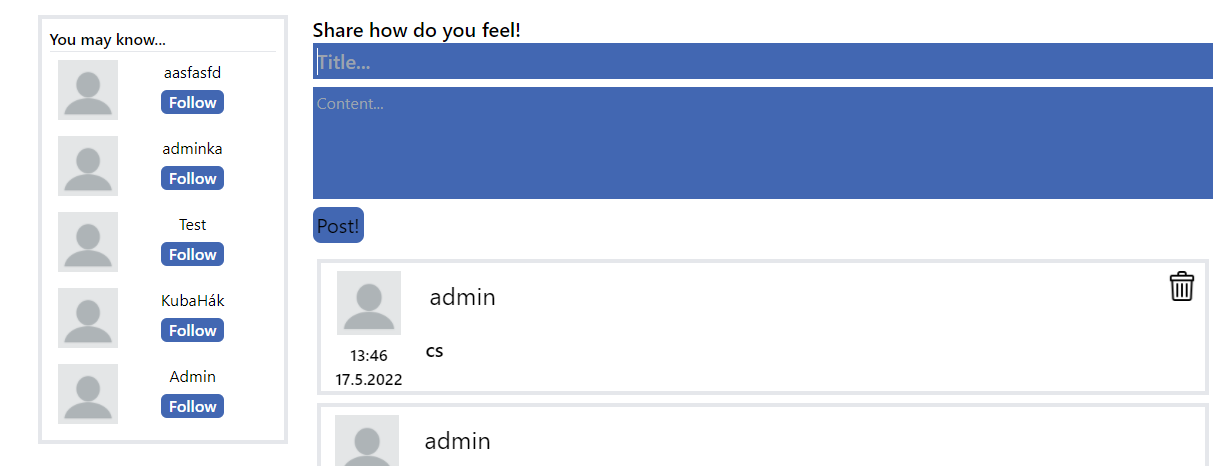 You may know...
aasfasfd
Follow
adminka
Follow
Test
Follow
KubaHák
Follow
Admin
Follow
Share how do you feel!
Title...
Content...
Post!
admin
cs
13:46
17.5.2022
admin